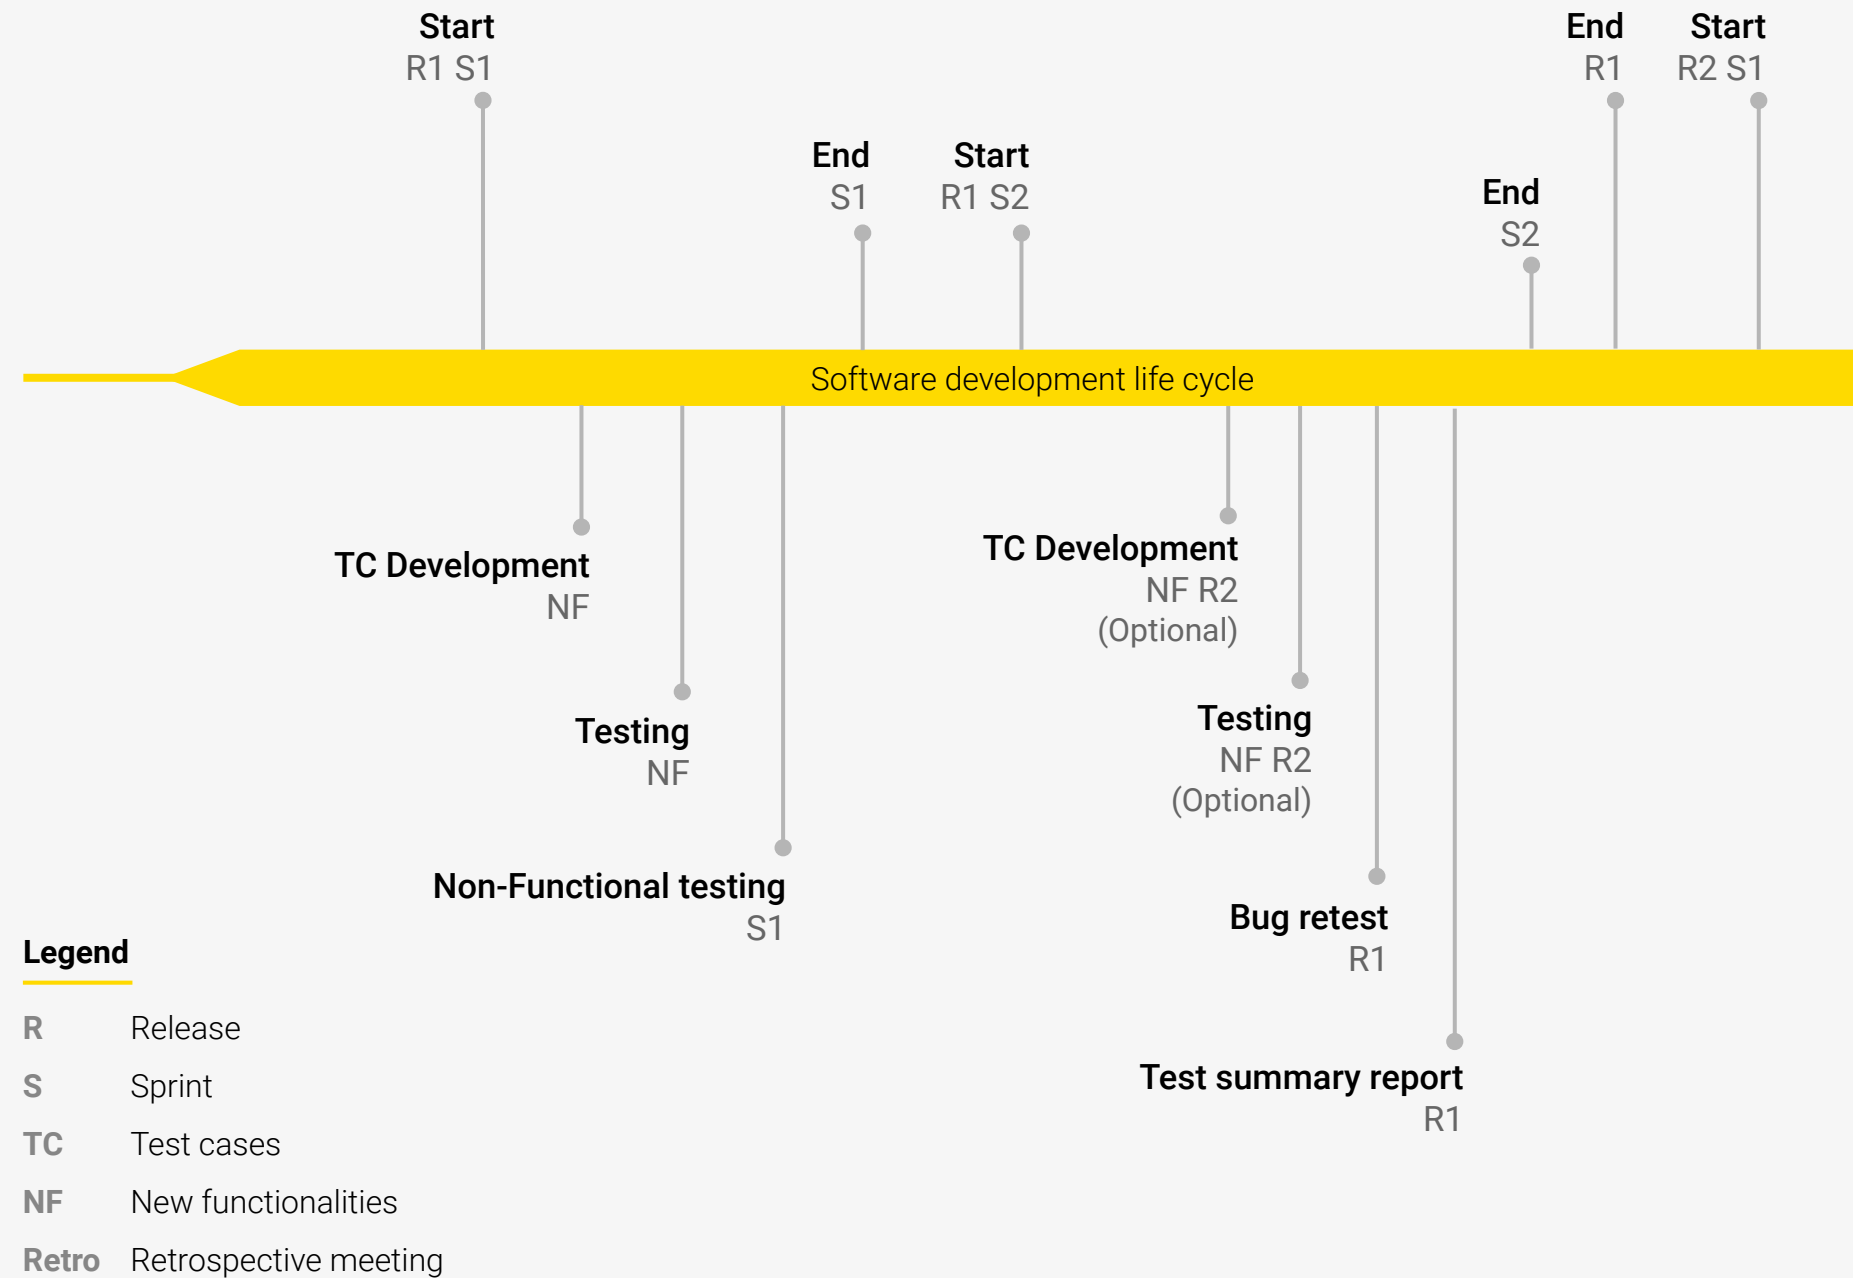 Start
R1 S1
End
R1
Start
R2 S1
End
S1
Start
R1 S2
End
S2
Software development life cycle
TC Development
NF
Testing
NF
Non-Functional testing
S1
TC Development
NF R2
(Optional)
Testing
NF R2
(Optional)
Bug retest
R1
Test summary report
R1
Legend
R Release
S Sprint
TC Test cases
NF New functionalities
Retro Retrospective meeting